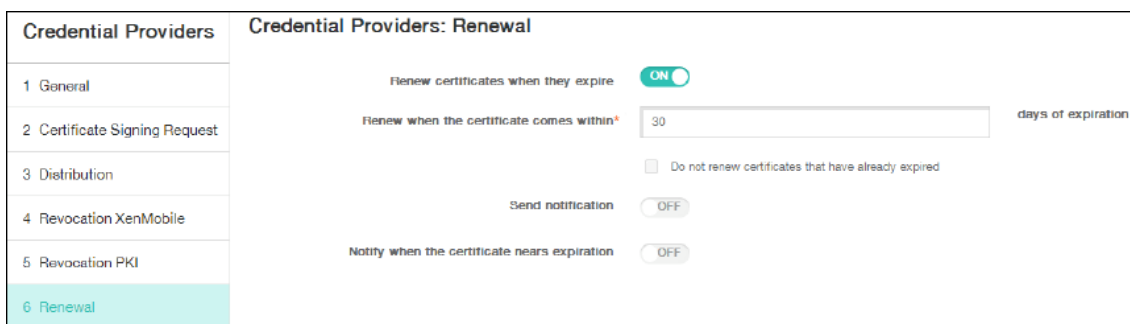 Credential Providers
1 General
2 Certificate Signing Request
3 Distribution
4 Revocation XenMobile
5 Revocation PKI
6 Renewal
Credential Providers: Renewal
Renew certificates when they expire ON
Renew when the certificate comes within* 30 days of expiration
Do not renew certificates that have already expired
Send notification OFF
Notify when the certificate nears expiration OFF